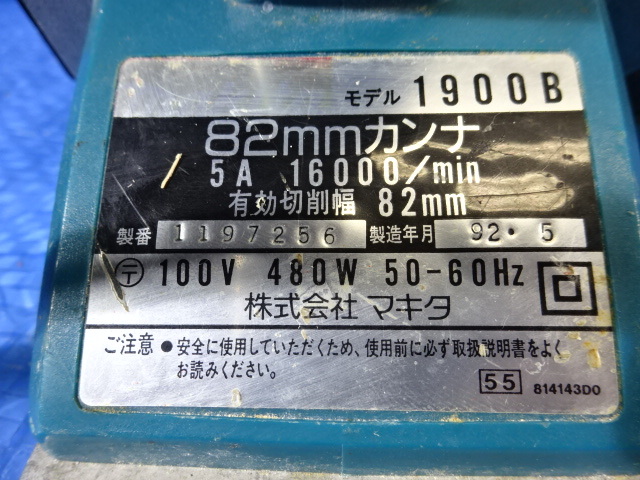 モデル 1900B
82mmカンナ
5A 16000/min
有効切削幅 82mm
製番 1197256 製造年月 92・5
〒 100V 480W 50-60Hz
株式会社 マキタ
ご注意 ●安全に使用していただくため、使用前に必ず取扱説明書をよく
お読みください。
55 814143D0